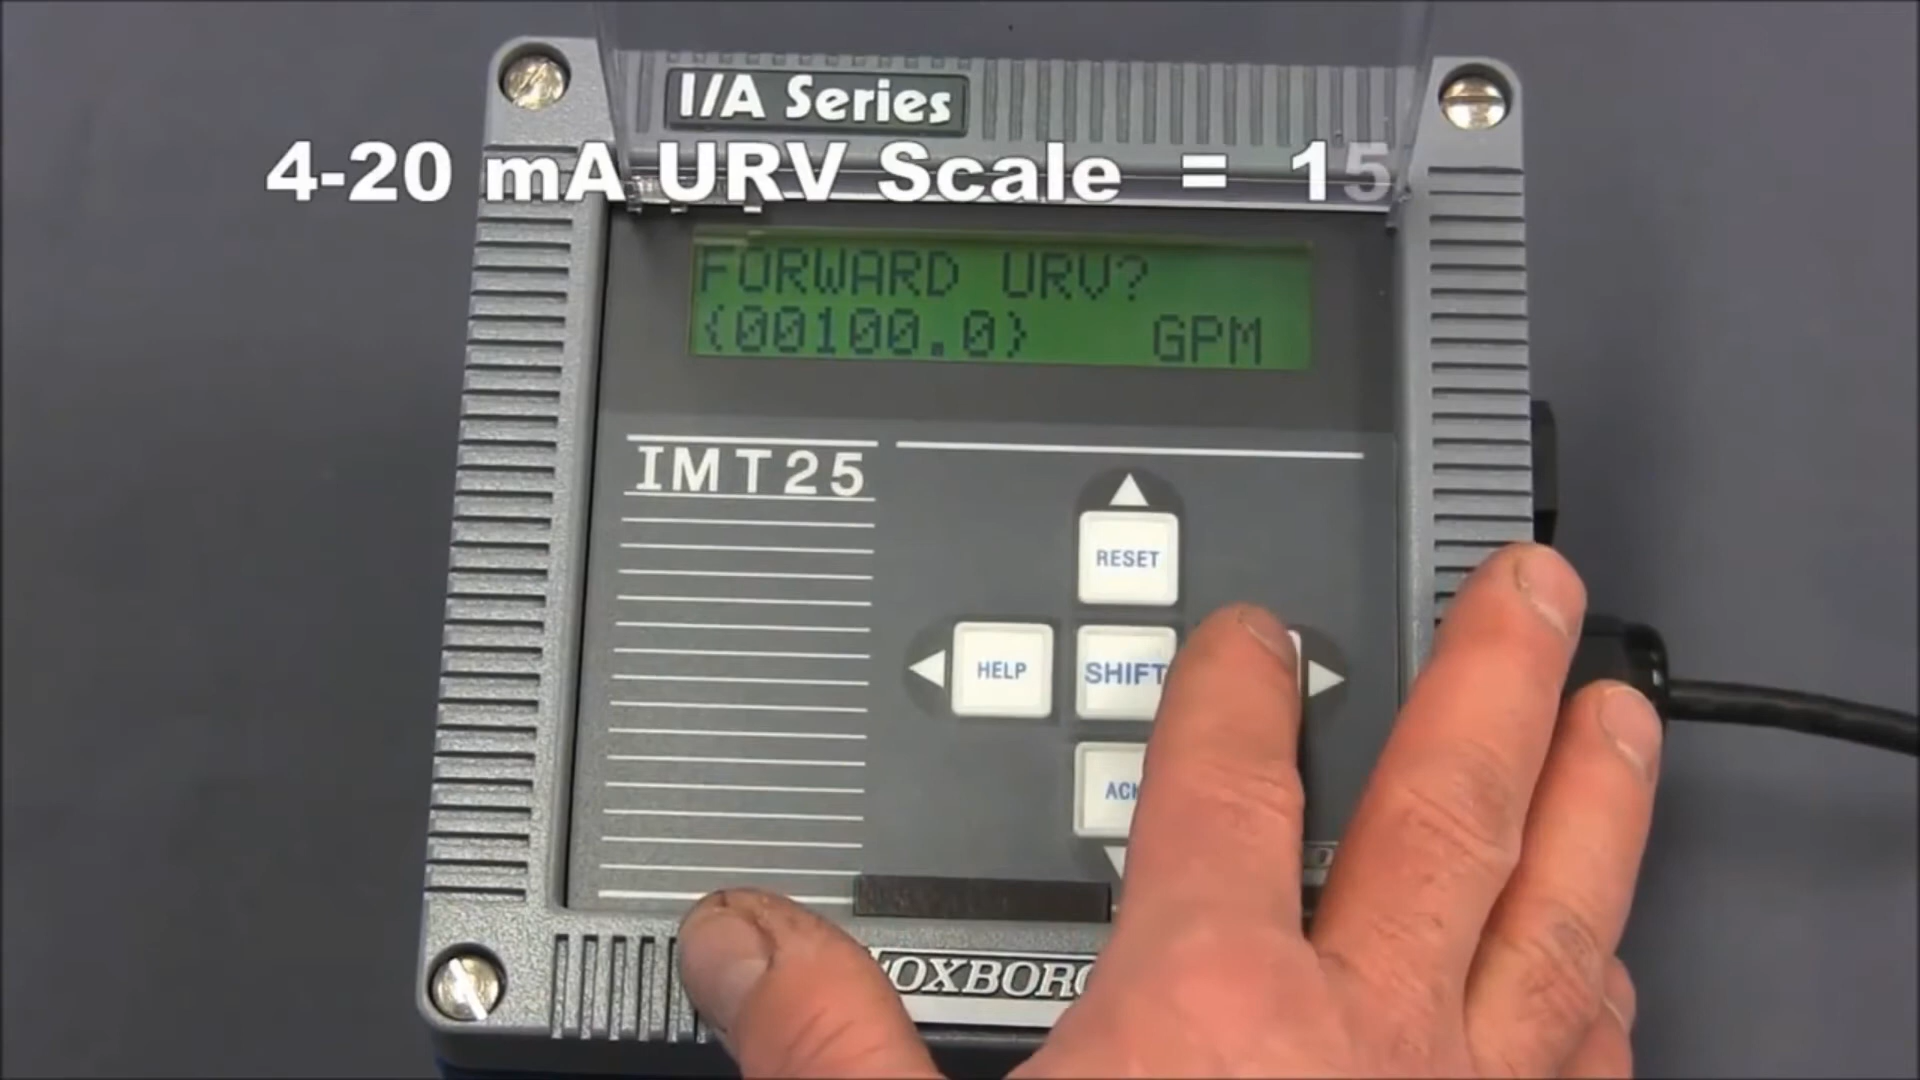 I/A Series
4-20 mA URV Scale = 15
FORWARD URV?
{00100.0} GPM
IMT25
RESET
HELP
SHIFT